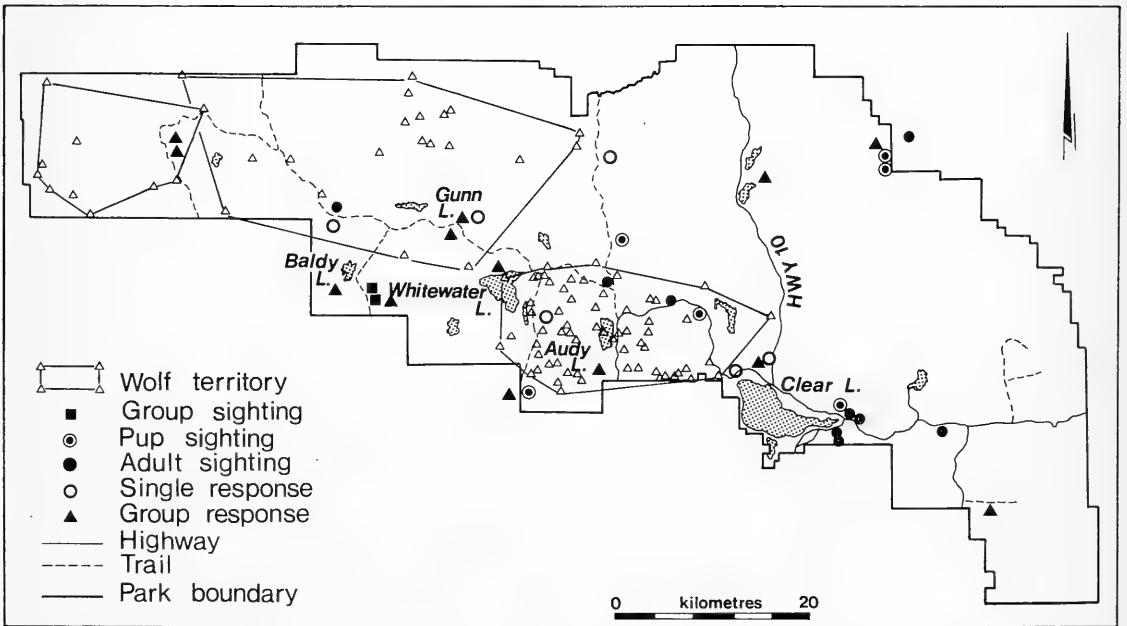 Gunn
L.
HWY 10
Baldy
L.
Whitewater
L.
Audy
L.
Clear L.
Wolf territory
Group sighting
Pup sighting
Adult sighting
Single response
Group response
Highway
Trail
Park boundary
0 kilometres 20